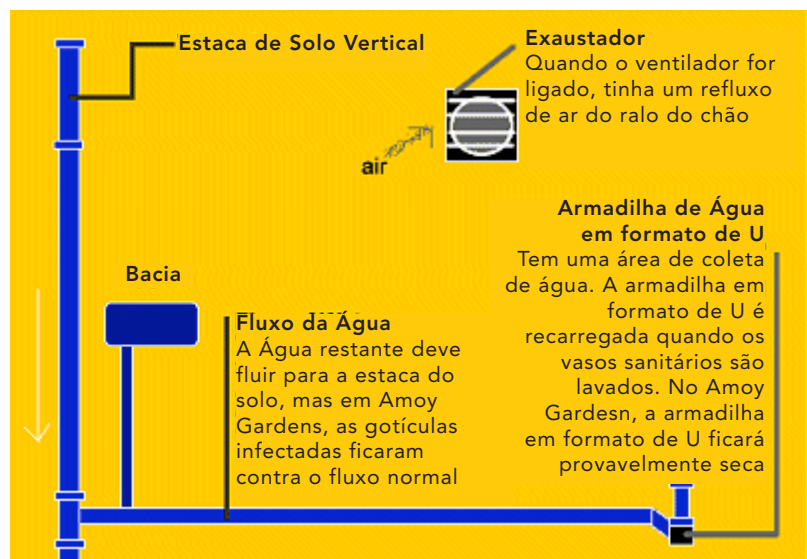 Estaca de Solo Vertical
Exaustador
Quando o ventilador for
ligado, tinha um refluxo
de ar do ralo do chão
air
Armadilha de Água
em formato de U
Tem uma área de coleta
de água. A armadilha em
formato de U é
recarregada quando os
vasos sanitários são
lavados. No Amoy
Gardesn, a armadilha
em formato de U ficará
provavelmente seca
Bacia
Fluxo da Água
A Água restante deve
fluir para a estaca do
solo, mas em Amoy
Gardens, as gotículas
infectadas ficaram
contra o fluxo normal